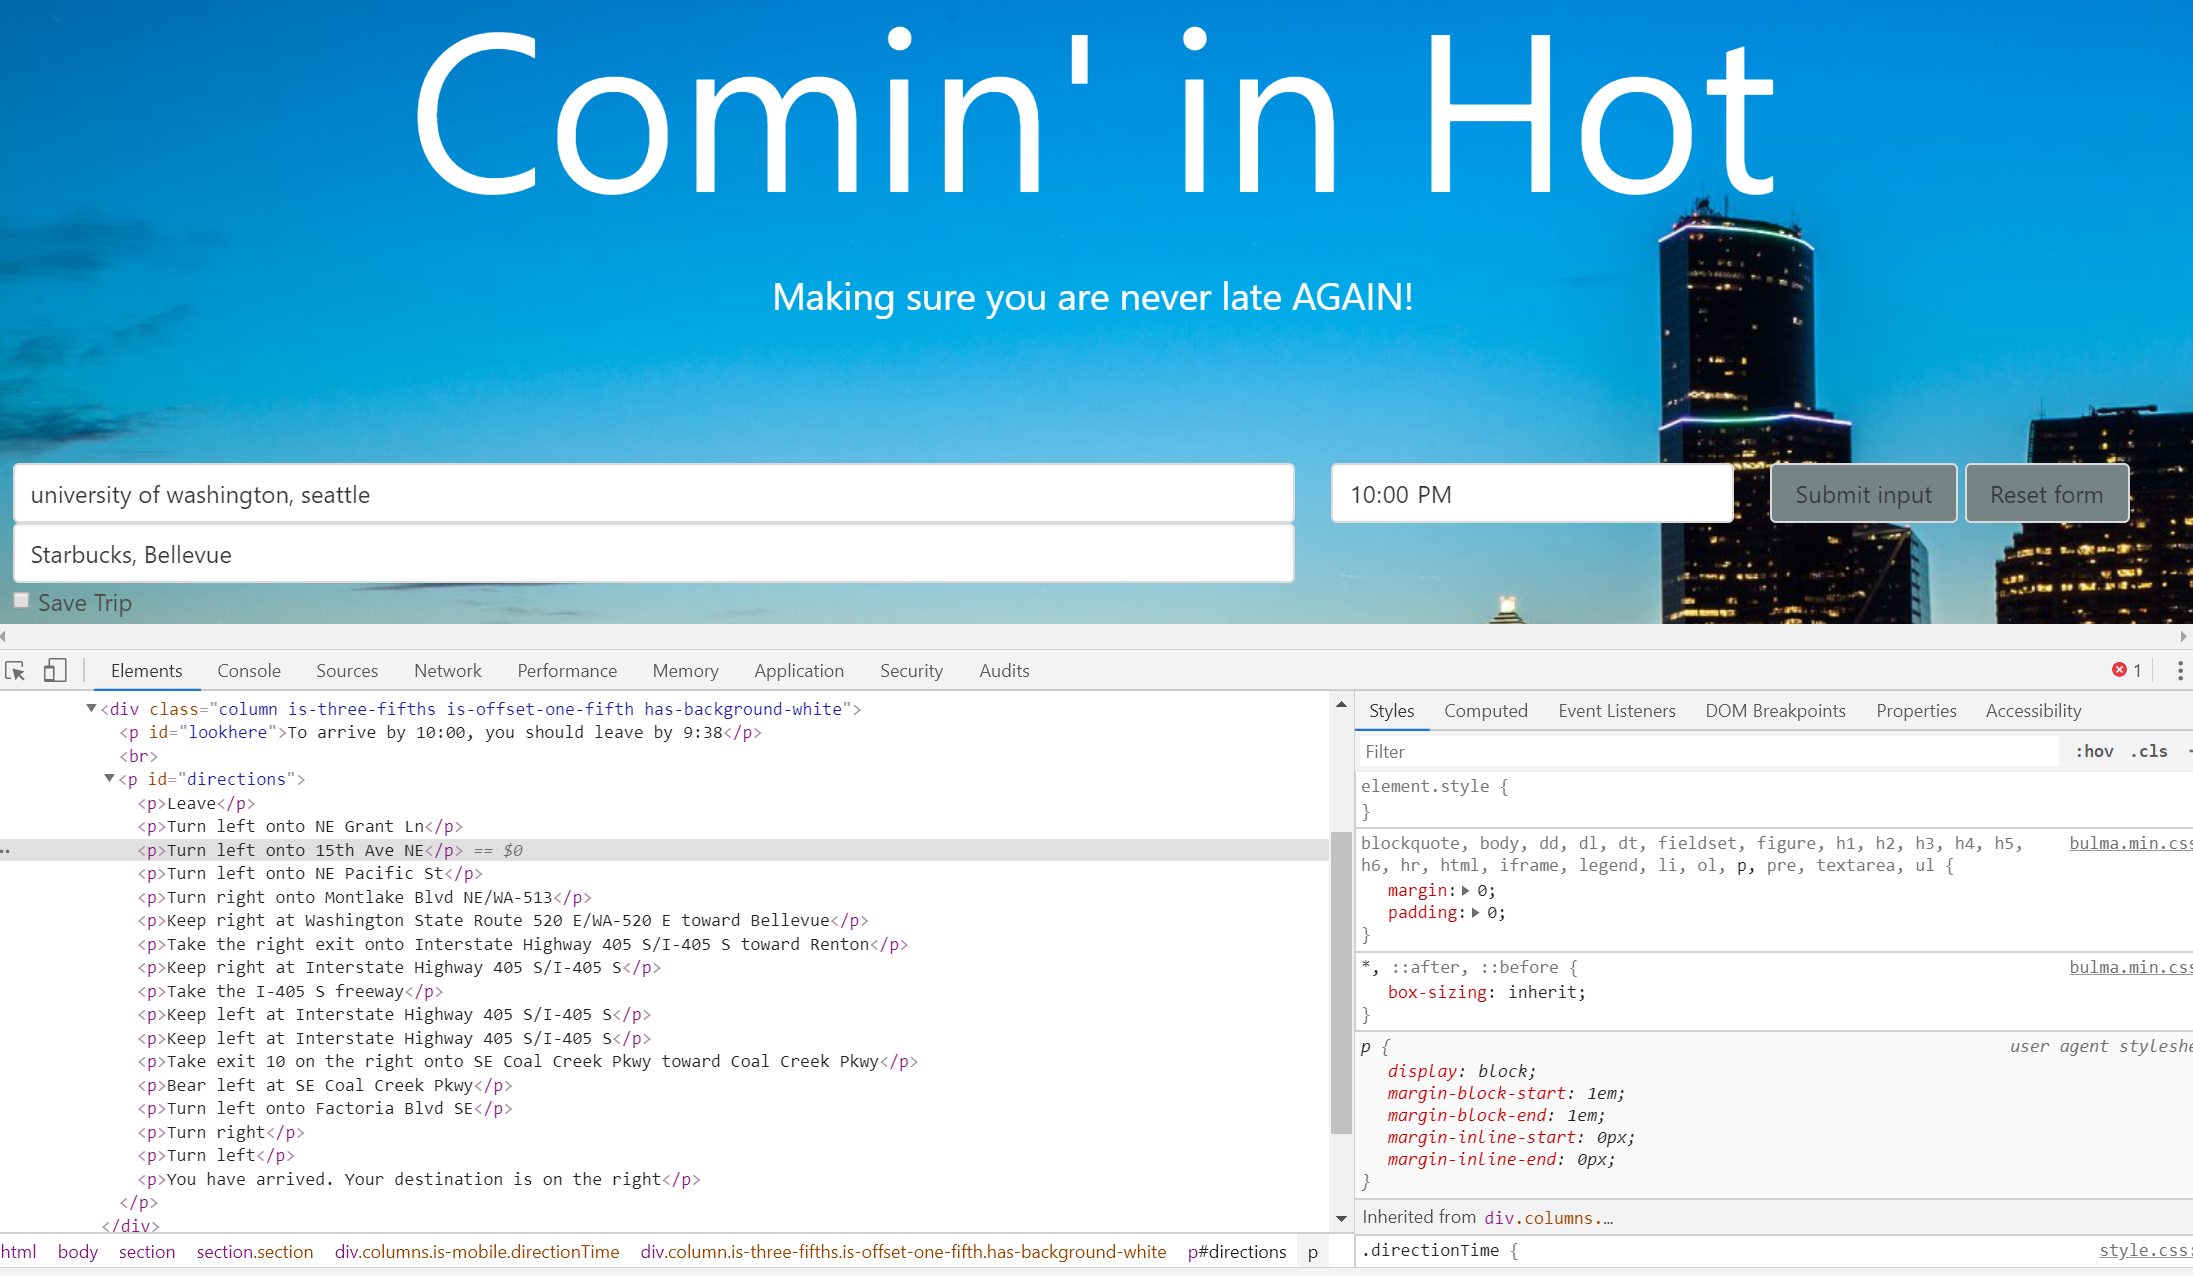 Comin' in Hot
Making sure you are never late AGAIN!
university of washington, seattle
10:00 PM
Submit input
Reset form
Starbucks, Bellevue
Save Trip
Elements Console Sources Network Performance Memory Application Security Audits
1
<div class="column is-three-fifths is-offset-one-fifth has-background-white">
<p id="lookhere">To arrive by 10:00, you should leave by 9:38</p>
<br>
<p id="directions">
<p>Leave</p>
<p>Turn left onto NE Grant Ln</p>
<p>Turn left onto 15th Ave NE</p> == $0
<p>Turn left onto NE Pacific St</p>
<p>Turn right onto Montlake Blvd NE/WA-513</p>
<p>Keep right at Washington State Route 520 E/WA-520 E toward Bellevue</p>
<p>Take the right exit onto Interstate Highway 405 S/I-405 S toward Renton</p>
<p>Keep right at Interstate Highway 405 S/I-405 S</p>
<p>Take the I-405 S freeway</p>
<p>Keep left at Interstate Highway 405 S/I-405 S</p>
<p>Keep left at Interstate Highway 405 S/I-405 S</p>
<p>Take exit 10 on the right onto SE Coal Creek Pkwy toward Coal Creek Pkwy</p>
<p>Bear left at SE Coal Creek Pkwy</p>
<p>Turn left onto Factoria Blvd SE</p>
<p>Turn right</p>
<p>Turn left</p>
<p>You have arrived. Your destination is on the right</p>
</p>
</div>
html body section section.section div.columns.is-mobile.directionTime div.column.is-three-fifths.is-offset-one-fifth.has-background-white p#directions p
Styles Computed Event Listeners DOM Breakpoints Properties Accessibility
Filter :hov .cls
element.style {
}
blockquote, body, dd, dl, dt, fieldset, figure, h1, h2, h3, h4, h5, bulma.min.css
h6, hr, html, iframe, legend, li, ol, p, pre, textarea, ul {
margin: 0;
padding: 0;
}
*, ::after, ::before { bulma.min.css
box-sizing: inherit;
}
p { user agent styleshe
display: block;
margin-block-start: 1em;
margin-block-end: 1em;
margin-inline-start: 0px;
margin-inline-end: 0px;
}
Inherited from div.columns.…
.directionTime { style.css: